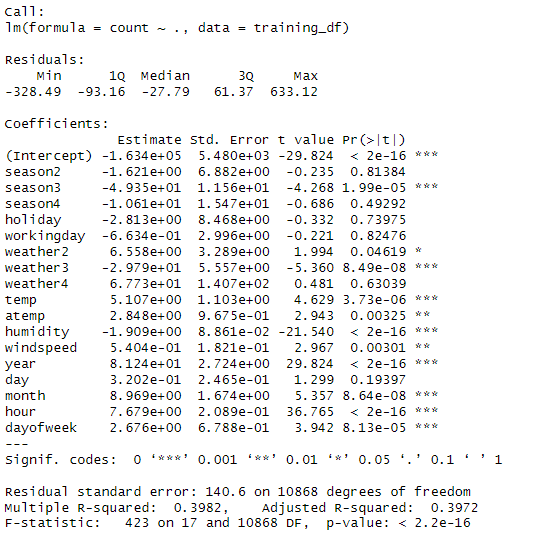 Call:
lm(formula = count ~ ., data = training_df)
Residuals:
    Min      1Q  Median      3Q     Max
-328.49  -93.16  -27.79   61.37  633.12
Coefficients:
              Estimate Std. Error t value Pr(>|t|)
(Intercept) -1.634e+05  5.480e+03 -29.824  < 2e-16 ***
season2     -1.621e+00  6.882e+00  -0.235  0.81384
season3     -4.935e+01  1.156e+01  -4.268 1.99e-05 ***
season4     -1.061e+01  1.547e+01  -0.686  0.49292
holiday     -2.813e+00  8.468e+00  -0.332  0.73975
workingday  -6.634e-01  2.996e+00  -0.221  0.82476
weather2     6.558e+00  3.289e+00   1.994  0.04619 *
weather3    -2.979e+01  5.557e+00  -5.360 8.49e-08 ***
weather4     6.773e+01  1.407e+02   0.481  0.63039
temp         5.107e+00  1.103e+00   4.629 3.73e-06 ***
atemp        2.848e+00  9.675e-01   2.943  0.00325 **
humidity    -1.909e+00  8.861e-02 -21.540  < 2e-16 ***
windspeed    5.404e-01  1.821e-01   2.967  0.00301 **
year         8.124e+01  2.724e+00  29.824  < 2e-16 ***
day          3.202e-01  2.465e-01   1.299  0.19397
month        8.969e+00  1.674e+00   5.357 8.64e-08 ***
hour         7.679e+00  2.089e-01  36.765  < 2e-16 ***
dayofweek    2.676e+00  6.788e-01   3.942 8.13e-05 ***
---
Signif. codes:  0 ‘***’ 0.001 ‘**’ 0.01 ‘*’ 0.05 ‘.’ 0.1 ‘ ’ 1
Residual standard error: 140.6 on 10868 degrees of freedom
Multiple R-squared:  0.3982,    Adjusted R-squared:  0.3972
F-statistic:   423 on 17 and 10868 DF,  p-value: < 2.2e-16